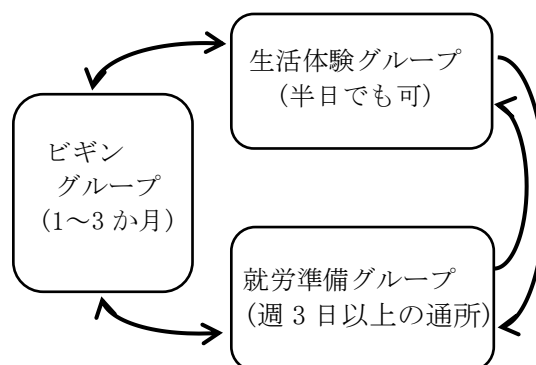 生活体験グループ
（半日でも可）
ビギン
グループ
（1～3 か月）
就労準備グループ
（週 3 日以上の通所）